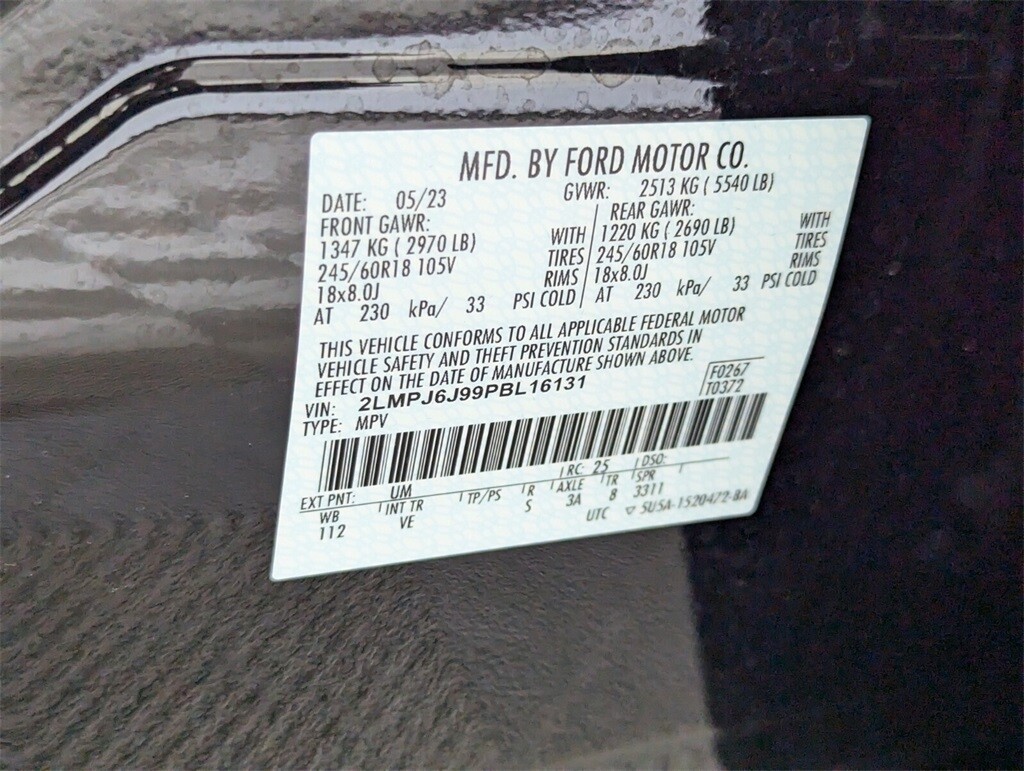 MFD. BY FORD MOTOR CO.
DATE: 05/23 GVWR: 2513 KG ( 5540 LB)
FRONT GAWR: REAR GAWR:
1347 KG ( 2970 LB) WITH 1220 KG ( 2690 LB) WITH
245/60R18 105V TIRES 245/60R18 105V TIRES
18x8.0J RIMS 18x8.0J RIMS
AT 230 kPa/ 33 PSI COLD AT 230 kPa/ 33 PSI COLD
THIS VEHICLE CONFORMS TO ALL APPLICABLE FEDERAL MOTOR
VEHICLE SAFETY AND THEFT PREVENTION STANDARDS IN
EFFECT ON THE DATE OF MANUFACTURE SHOWN ABOVE.
VIN: 2LMPJ6J99PBL16131 F0267
TYPE: MPV T0372
RC: 25 DSO:
EXT PNT: UM
WB INT TR TP/PS R AXLE TR SPR
112 VE S 3A 8 3311
UTC ▽ 5U5A-1520472-BA